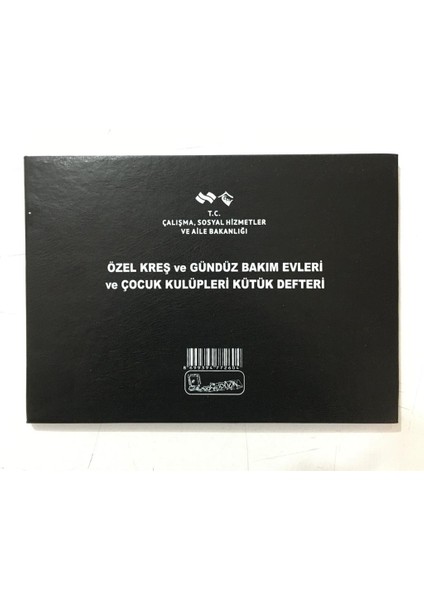 T.C.
ÇALIŞMA, SOSYAL HİZMETLER
VE AİLE BAKANLIĞI
ÖZEL KREŞ ve GÜNDÜZ BAKIM EVLERİ
ve ÇOCUK KULÜPLERİ KÜTÜK DEFTERİ